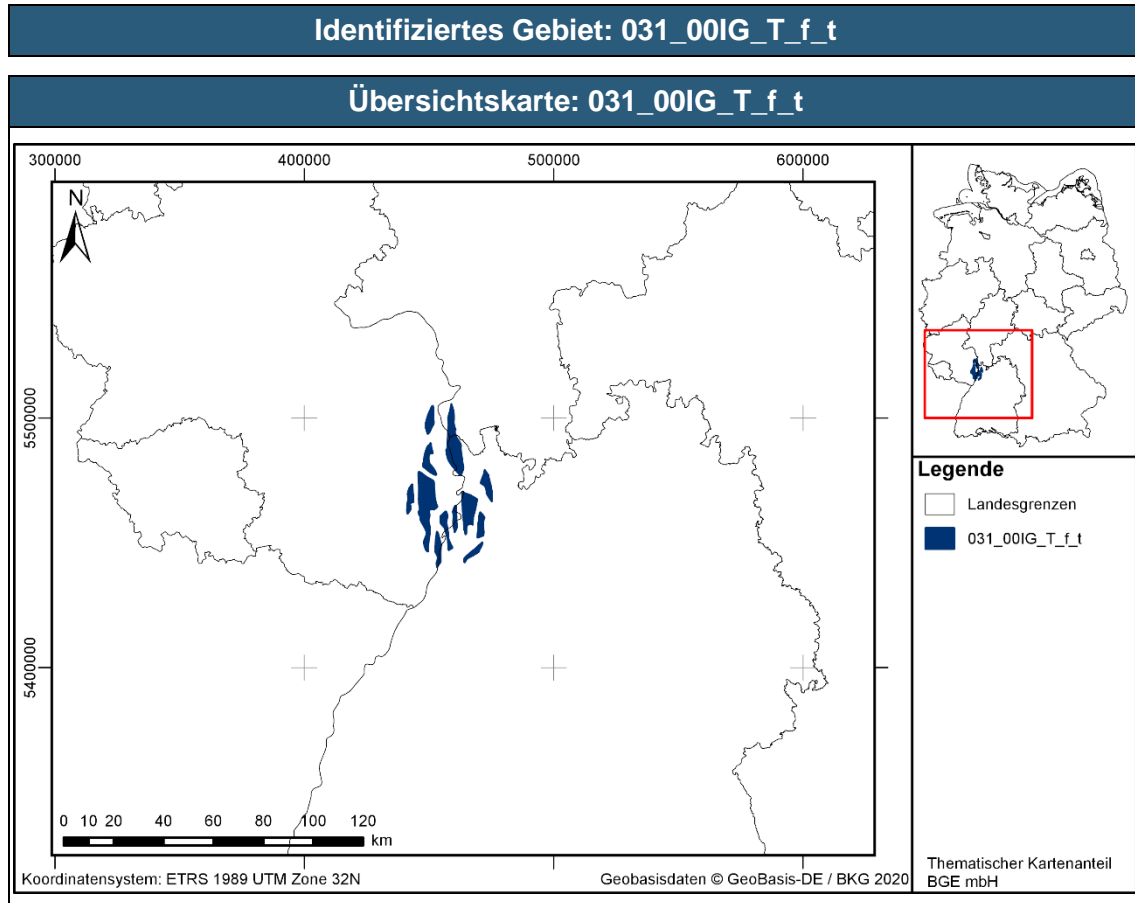 Identifiziertes Gebiet: 031_00IG_T_f_t
Übersichtskarte: 031_00IG_T_f_t
300000 400000 500000 600000
N
5500000
5400000
0 10 20 40 60 80 100 120
km
Koordinatensystem: ETRS 1989 UTM Zone 32N
Geobasisdaten © GeoBasis-DE / BKG 2020
Legende
Landesgrenzen
031_00IG_T_f_t
Thematischer Kartenanteil
BGE mbH